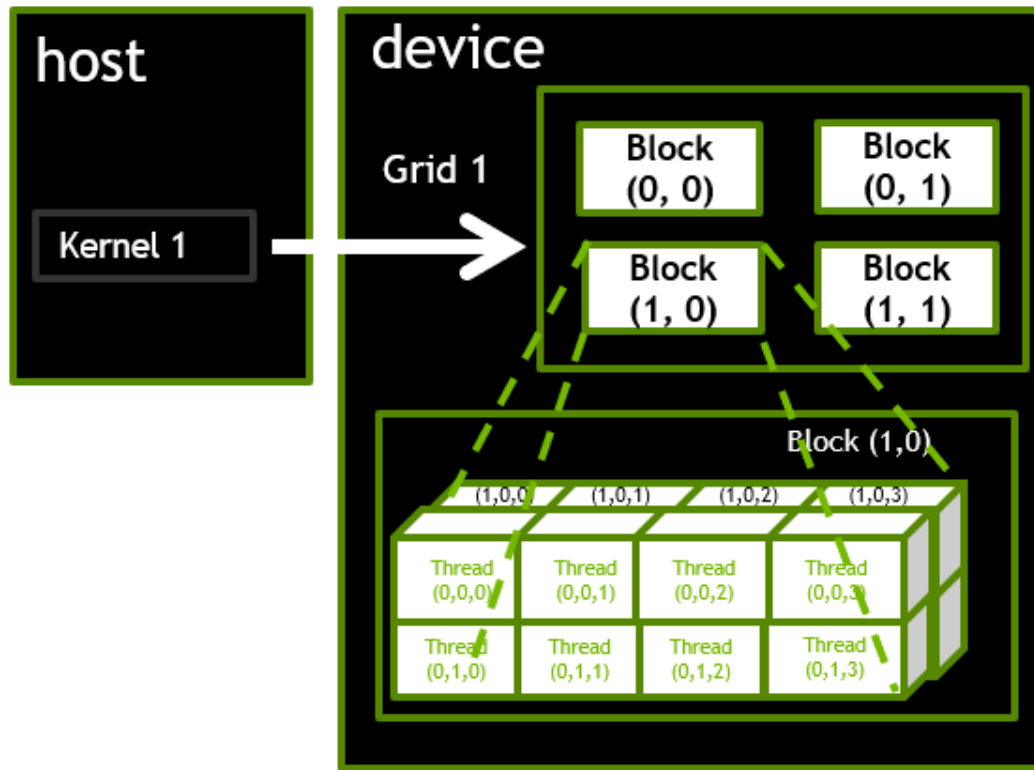 host
device
Grid 1
Kernel 1
Block
(0, 0)
Block
(0, 1)
Block
(1, 0)
Block
(1, 1)
Block (1,0)
(1,0,0)
(1,0,1)
(1,0,2)
(1,0,3)
Thread
(0,0,0)
Thread
(0,0,1)
Thread
(0,0,2)
Thread
(0,0,3)
Thread
(0,1,0)
Thread
(0,1,1)
Thread
(0,1,2)
Thread
(0,1,3)